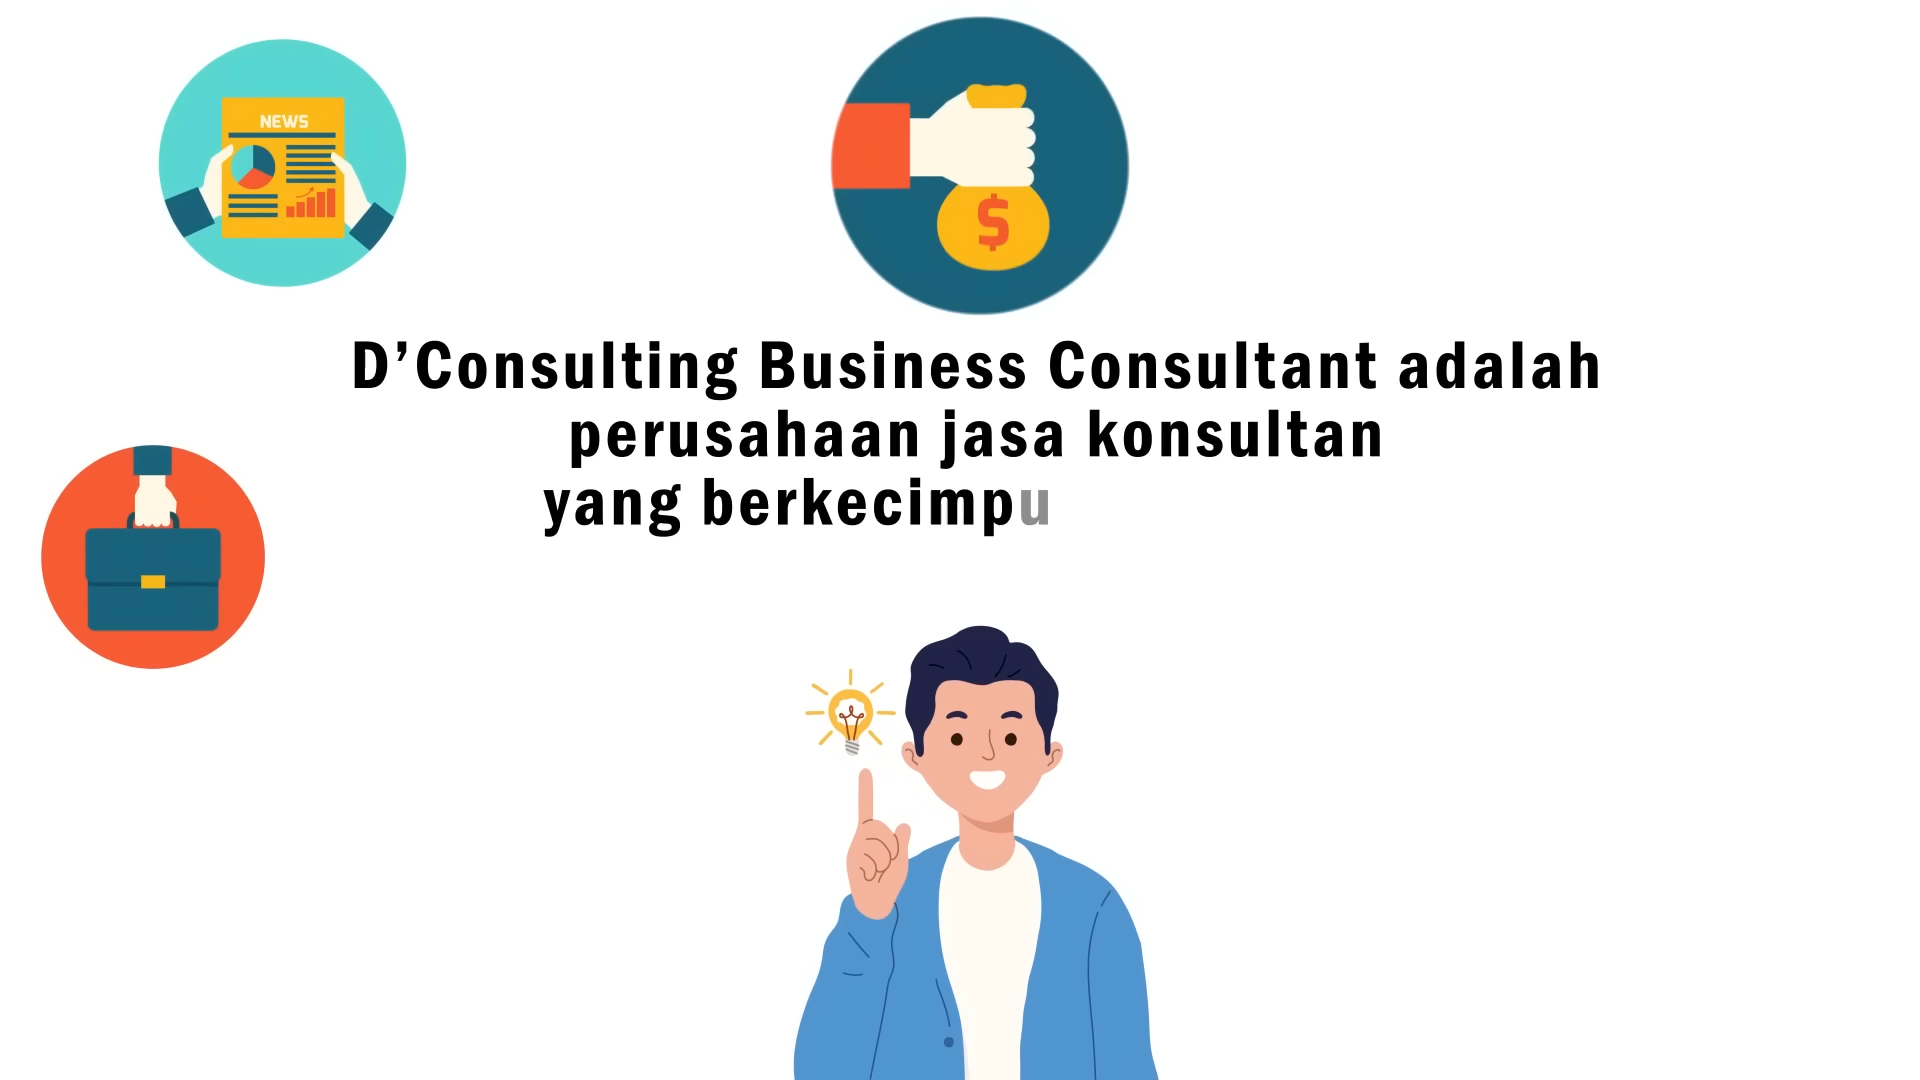 NEWS
$
D’Consulting Business Consultant adalah
perusahaan jasa konsultan
yang berkecimpu